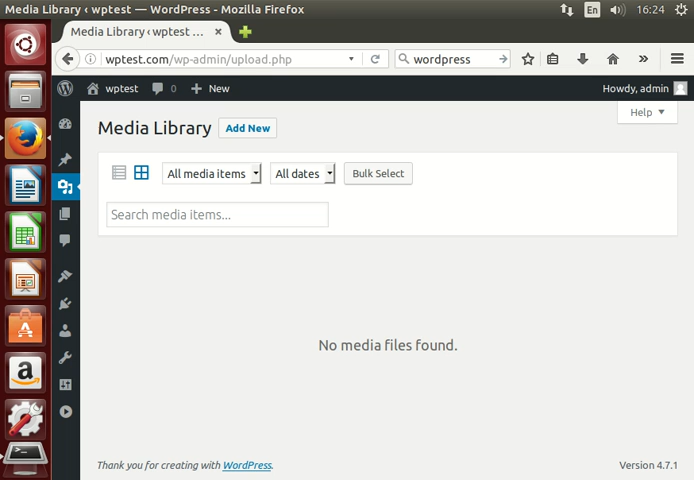 Media Library ‹ wptest — WordPress - Mozilla Firefox
En
16:24
Media Library ‹ wptest ...
wptest.com/wp-admin/upload.php
wordpress
wptest
0
New
Howdy, admin
Media Library
Add New
Help
All media items
All dates
Bulk Select
Search media items...
No media files found.
Thank you for creating with WordPress.
Version 4.7.1